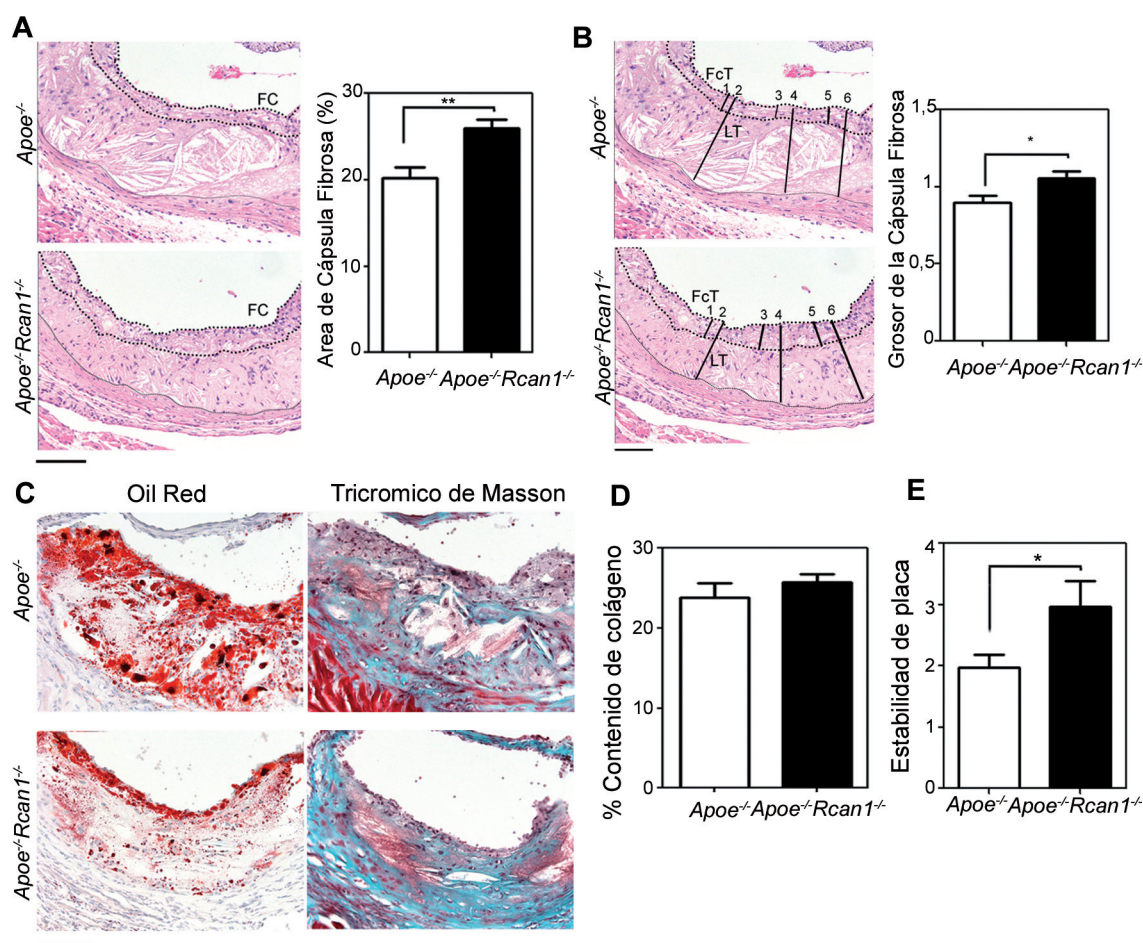 A
Apoe-/-
FC
Apoe-/-Rcan1-/-
FC
Area de Cápsula Fibrosa (%)
30
20
10
0
**
Apoe-/- Apoe-/-Rcan1-/-
B
Apoe-/-
FcT
1 2 3 4 5 6
LT
Apoe-/-Rcan1-/-
FcT
1 2 3 4 5 6
LT
Grosor de la Cápsula Fibrosa
1,5
1
0,5
0
*
Apoe-/- Apoe-/-Rcan1-/-
C
Oil Red
Tricromico de Masson
Apoe-/-
Apoe-/-Rcan1-/-
D
% Contenido de colágeno
30
20
10
0
Apoe-/- Apoe-/-Rcan1-/-
E
Estabilidad de placa
4
3
2
1
0
*
Apoe-/- Apoe-/-Rcan1-/-